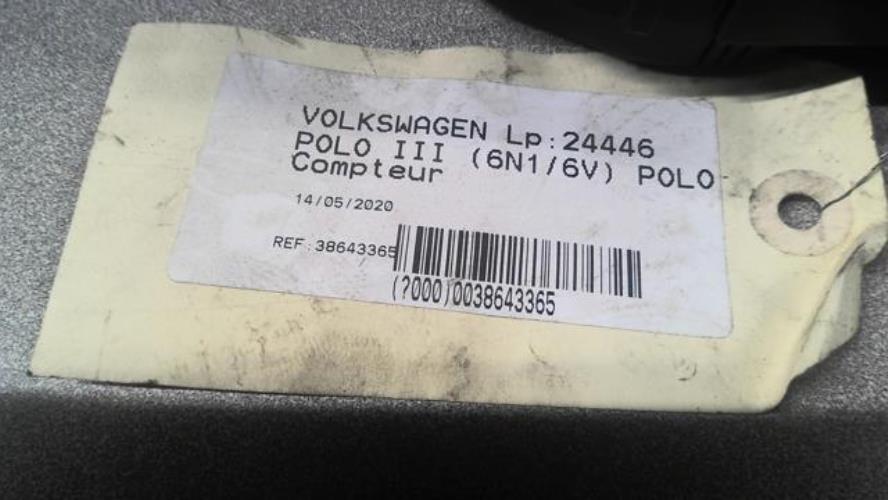 VOLKSWAGEN Lp:24446
POLO III (6N1/6V) POLO
Compteur
14/05/2020
REF:38643365
(?000)0038643365